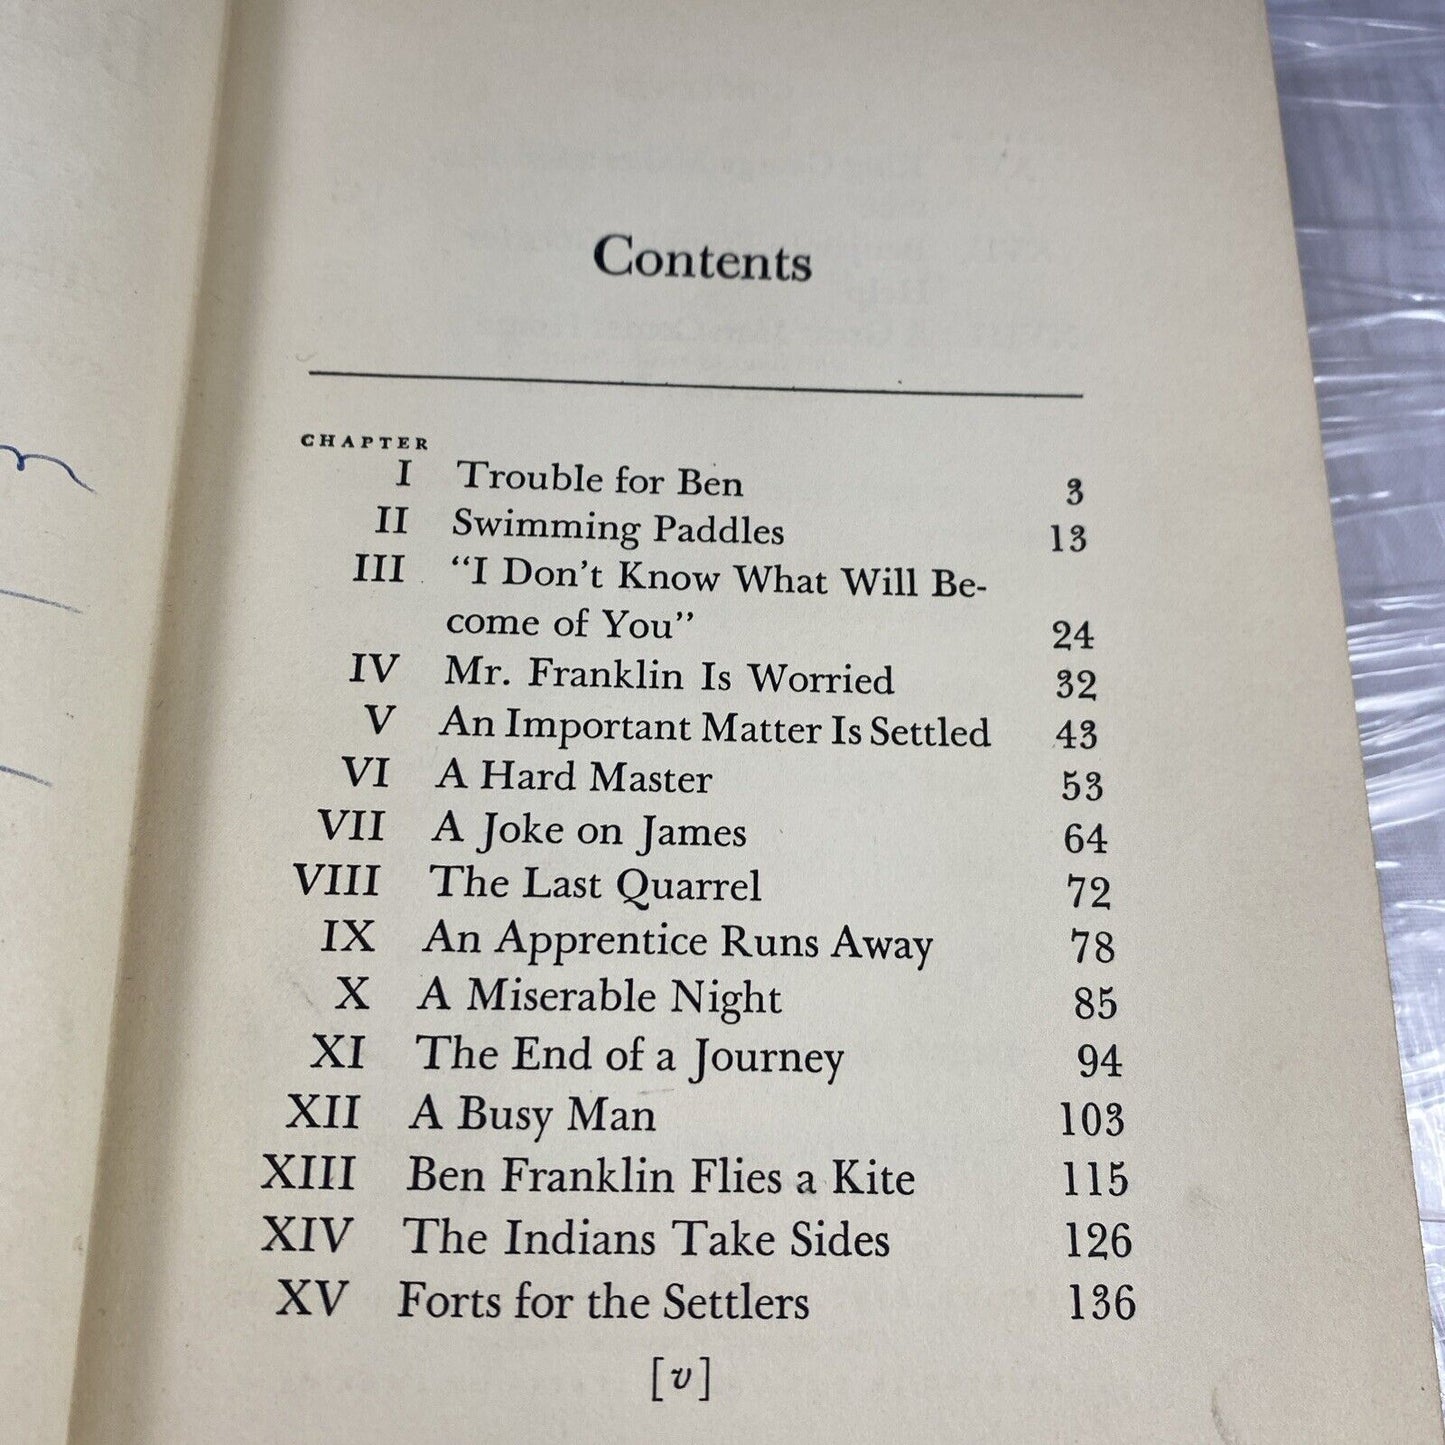 Contents
CHAPTER
I Trouble for Ben 3
II Swimming Paddles 13
III "I Don't Know What Will Be-
come of You" 24
IV Mr. Franklin Is Worried 32
V An Important Matter Is Settled 43
VI A Hard Master 53
VII A Joke on James 64
VIII The Last Quarrel 72
IX An Apprentice Runs Away 78
X A Miserable Night 85
XI The End of a Journey 94
XII A Busy Man 103
XIII Ben Franklin Flies a Kite 115
XIV The Indians Take Sides 126
XV Forts for the Settlers 136
[v]